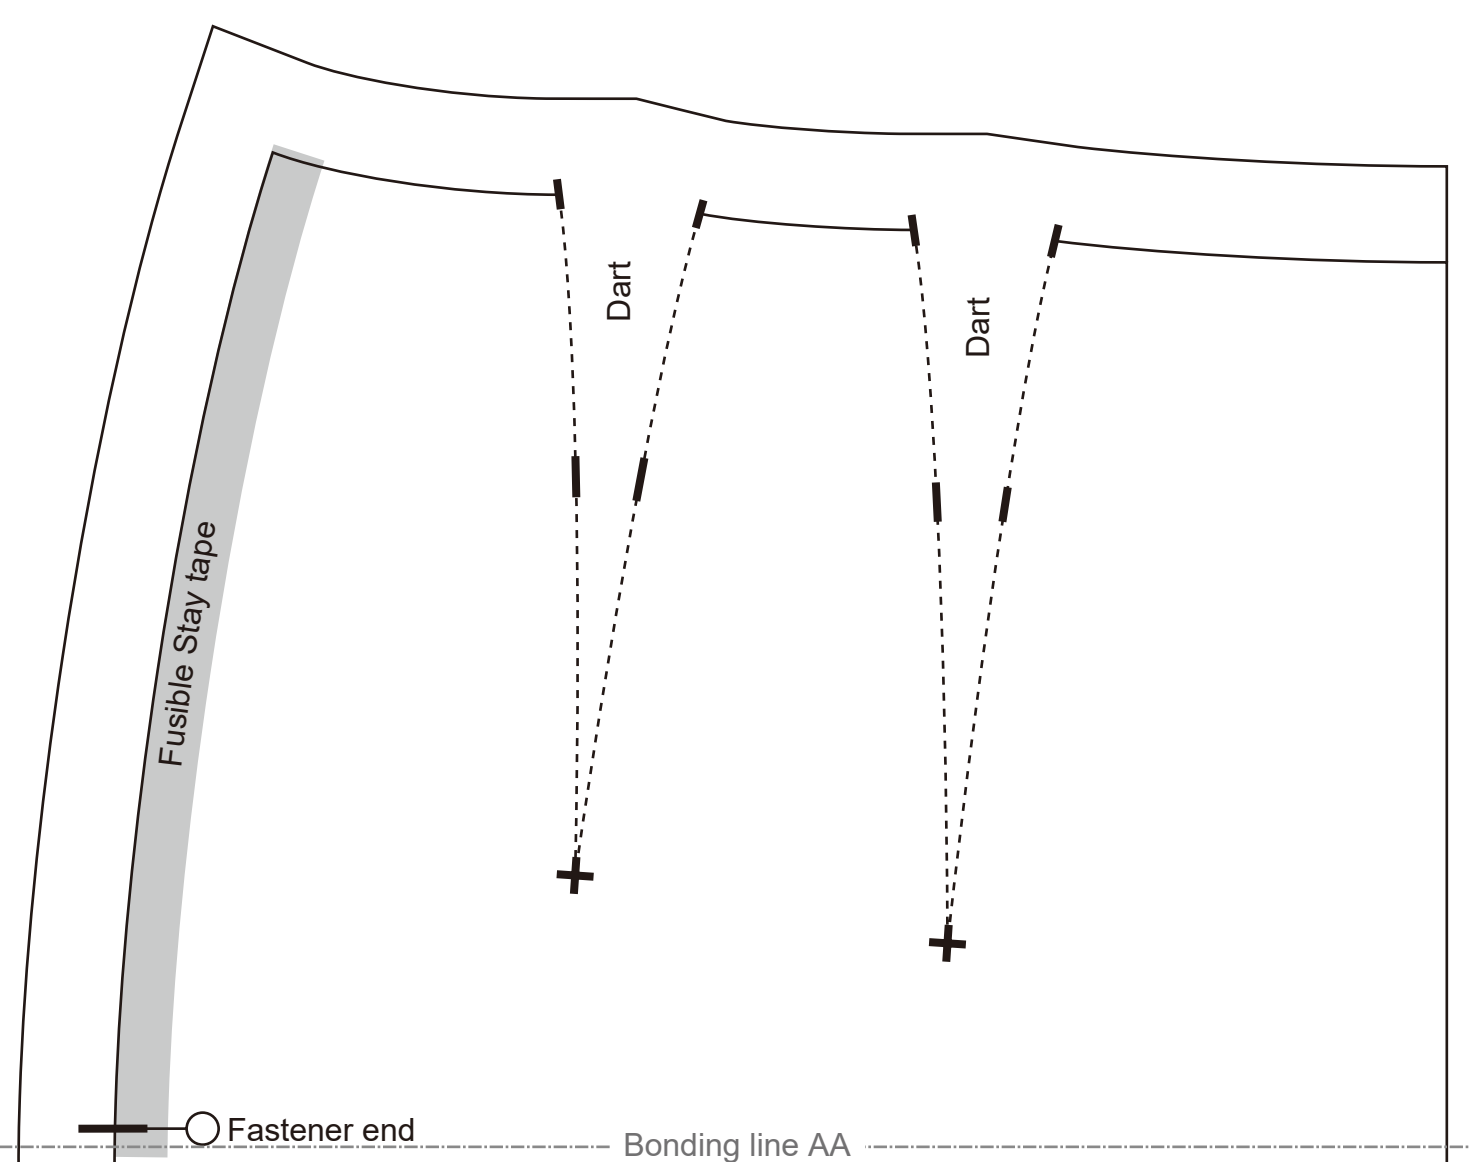 Dart
Dart
Fusible Stay tape
Fastener end
Bonding line AA